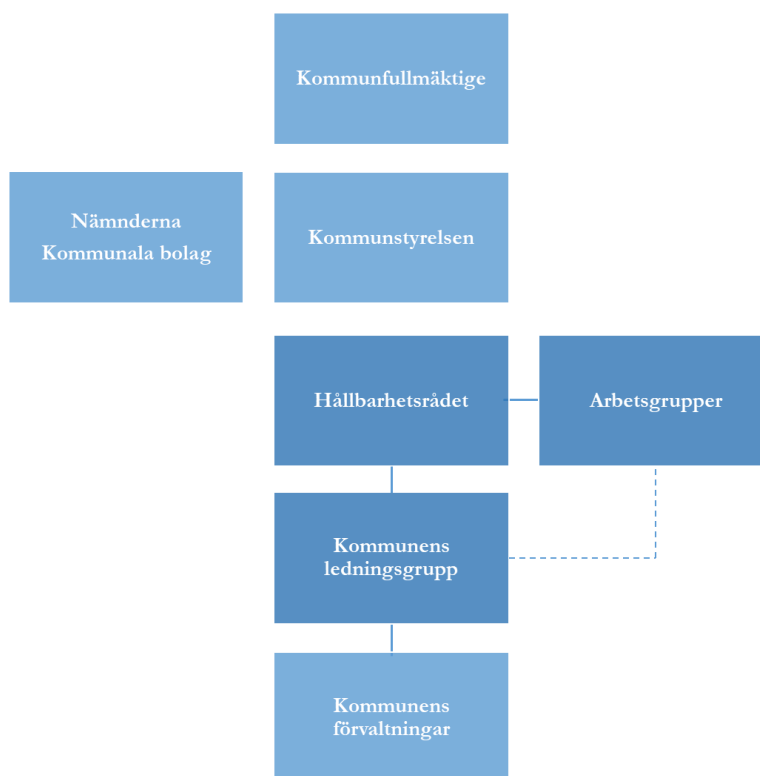 Kommunfullmäktige
Nämnderna
Kommunala bolag
Kommunstyrelsen
Hållbarhetsrådet
Arbetsgrupper
Kommunens
ledningsgrupp
Kommunens
förvaltningar